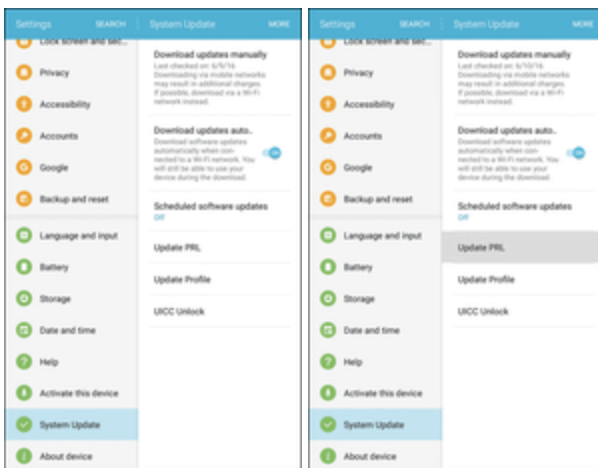 Settings
SEARCH
System Update
MORE
Lock screen and sec...
Privacy
Accessibility
Accounts
Google
Backup and reset
Language and input
Battery
Storage
Date and time
Help
Activate this device
System Update
About device
Download updates manually
Last checked on: 6/9/16
Downloading via mobile networks
may result in additional charges.
If possible, download via a Wi-Fi
network instead.
Download updates auto..
Download software updates
automatically when con-
nected to a Wi-Fi network. You
will still be able to use your
device during the download.
ON
Scheduled software updates
Off
Update PRL
Update Profile
UICC Unlock
Settings
SEARCH
System Update
MORE
Lock screen and sec...
Privacy
Accessibility
Accounts
Google
Backup and reset
Language and input
Battery
Storage
Date and time
Help
Activate this device
System Update
About device
Download updates manually
Last checked on: 6/10/16
Downloading via mobile networks
may result in additional charges.
If possible, download via a Wi-Fi
network instead.
Download updates auto..
Download software updates
automatically when con-
nected to a Wi-Fi network. You
will still be able to use your
device during the download.
ON
Scheduled software updates
Off
Update PRL
Update Profile
UICC Unlock